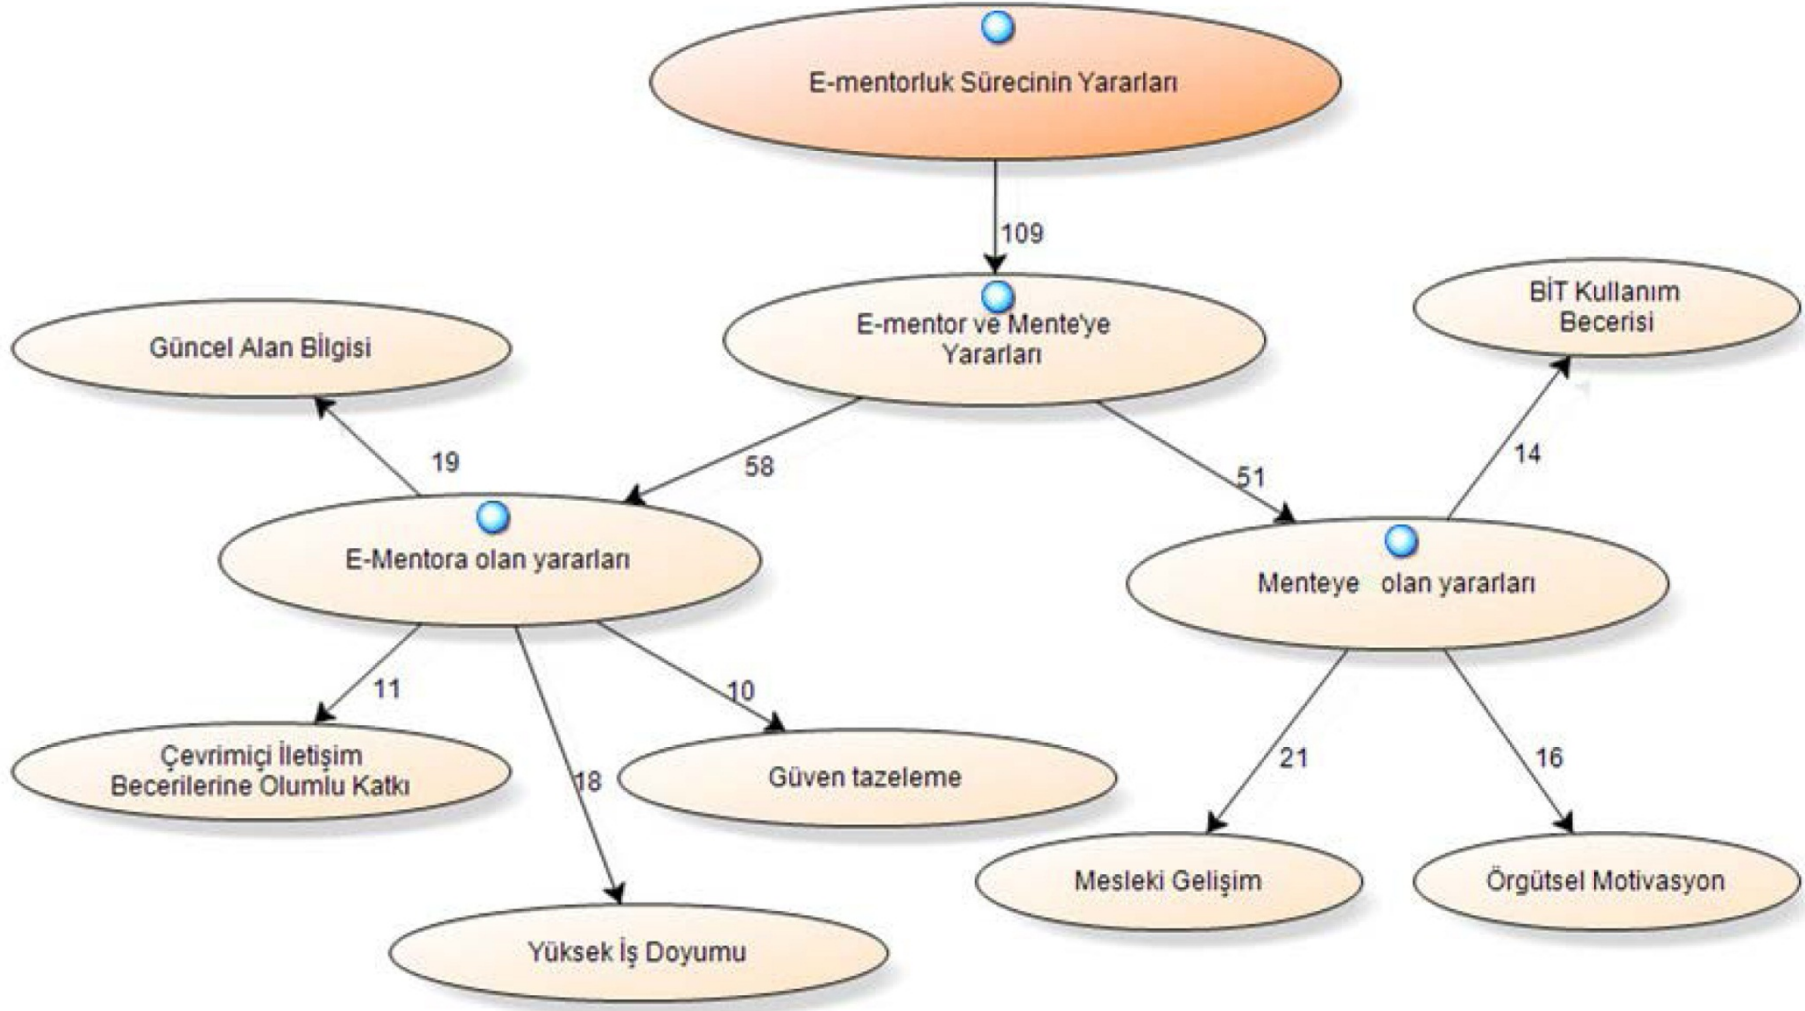 E-mentorluk Sürecinin Yararları
109
E-mentor ve Mente'ye
Yararları
BİT Kullanım
Becerisi
Güncel Alan Bİlgisi
19
58
51
14
E-Mentora olan yararları
Menteye olan yararları
11
10
18
21
16
Çevrimiçi İletişim
Becerilerine Olumlu Katkı
Güven tazeleme
Mesleki Gelişim
Örgütsel Motivasyon
Yüksek İş Doyumu